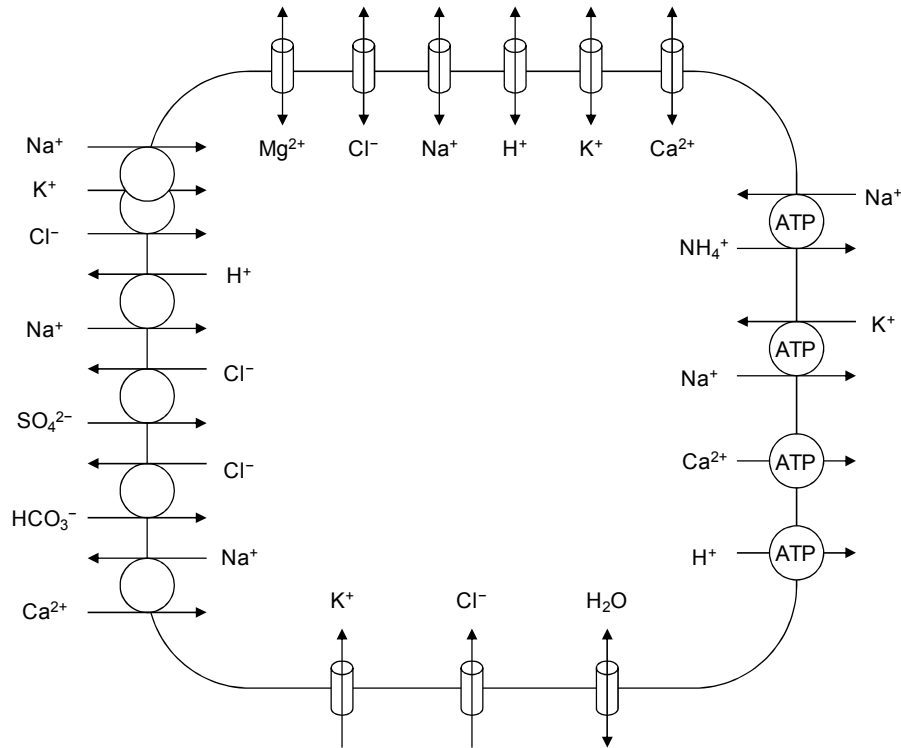 Mg²⁺ Cl⁻ Na⁺ H⁺ K⁺ Ca²⁺
Na⁺
K⁺
Cl⁻
H⁺
Na⁺
Cl⁻
SO₄²⁻
Cl⁻
HCO₃⁻
Na⁺
Ca²⁺
Na⁺
ATP
NH₄⁺
K⁺
ATP
Na⁺
Ca²⁺ ATP
H⁺ ATP
K⁺ Cl⁻ H₂O